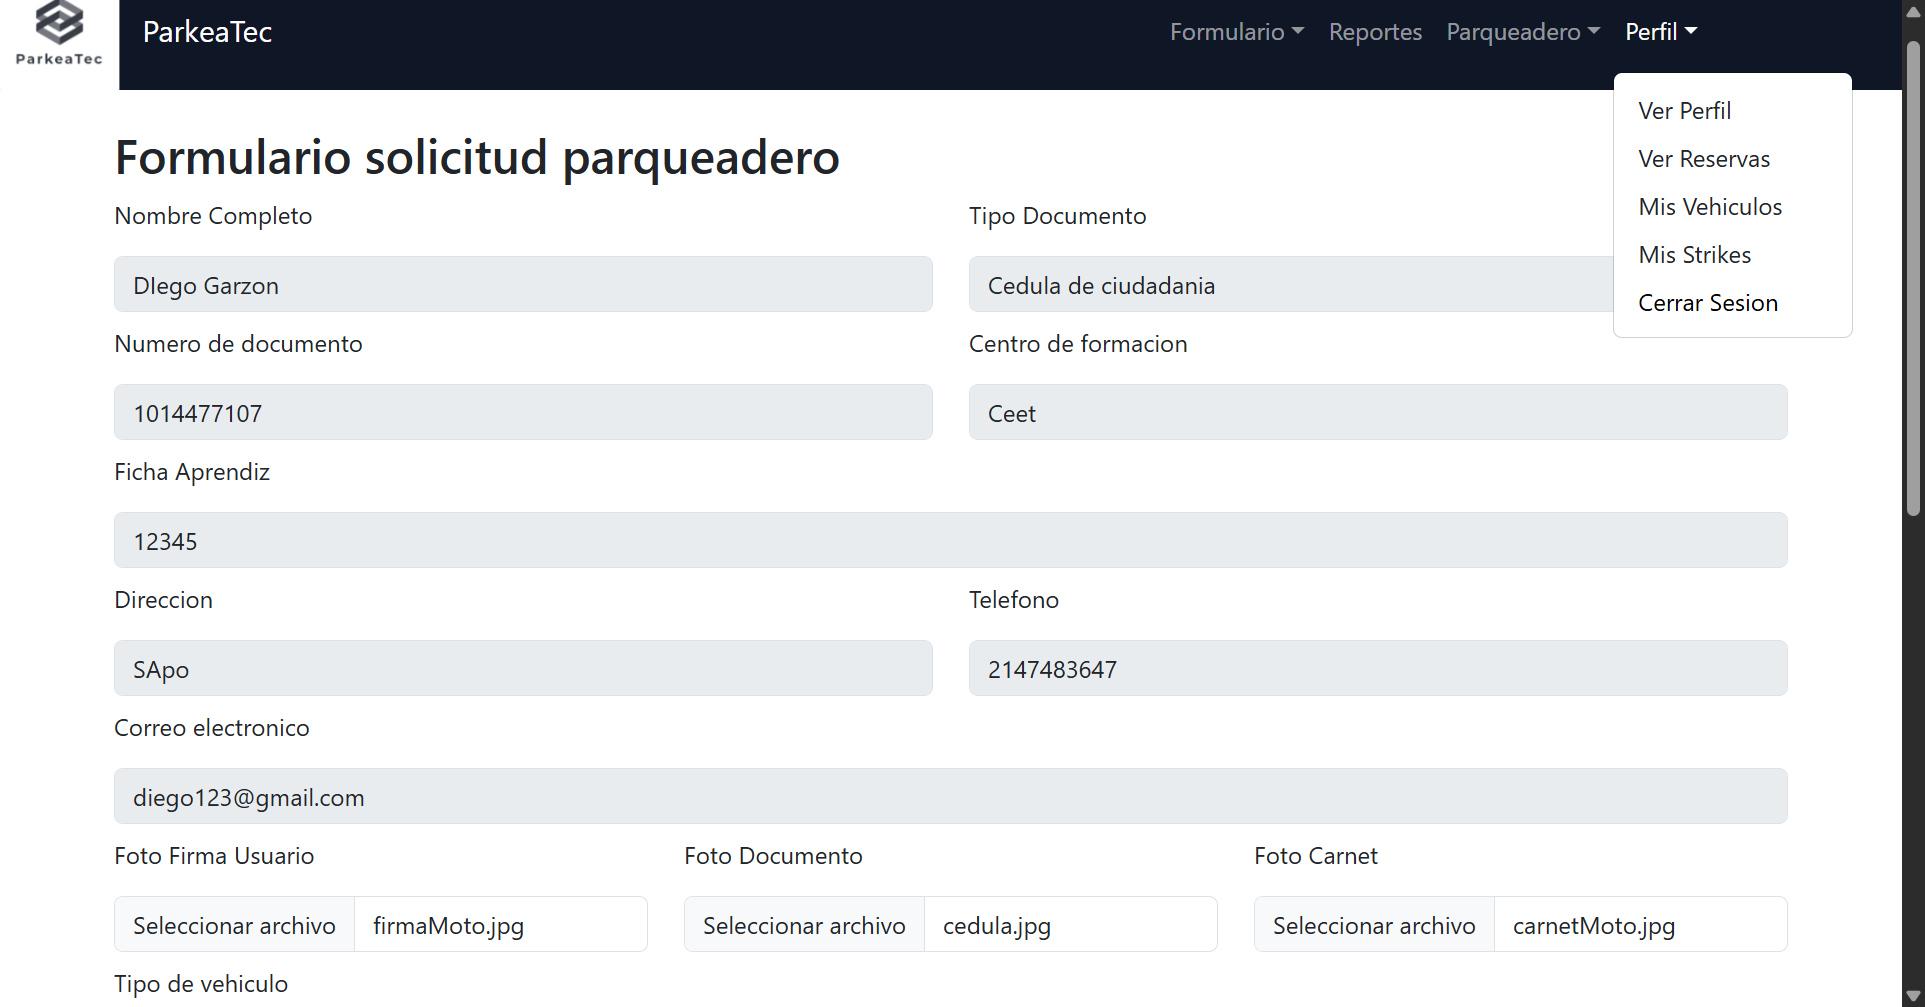 ParkeaTec
ParkeaTec
Formulario
Reportes
Parqueadero
Perfil
Ver Perfil
Ver Reservas
Mis Vehiculos
Mis Strikes
Cerrar Sesion
Formulario solicitud parqueadero
Nombre Completo
Tipo Documento
DIego Garzon
Cedula de ciudadania
Numero de documento
Centro de formacion
1014477107
Ceet
Ficha Aprendiz
12345
Direccion
Telefono
SApo
2147483647
Correo electronico
diego123@gmail.com
Foto Firma Usuario
Foto Documento
Foto Carnet
Seleccionar archivo firmaMoto.jpg
Seleccionar archivo cedula.jpg
Seleccionar archivo carnetMoto.jpg
Tipo de vehiculo